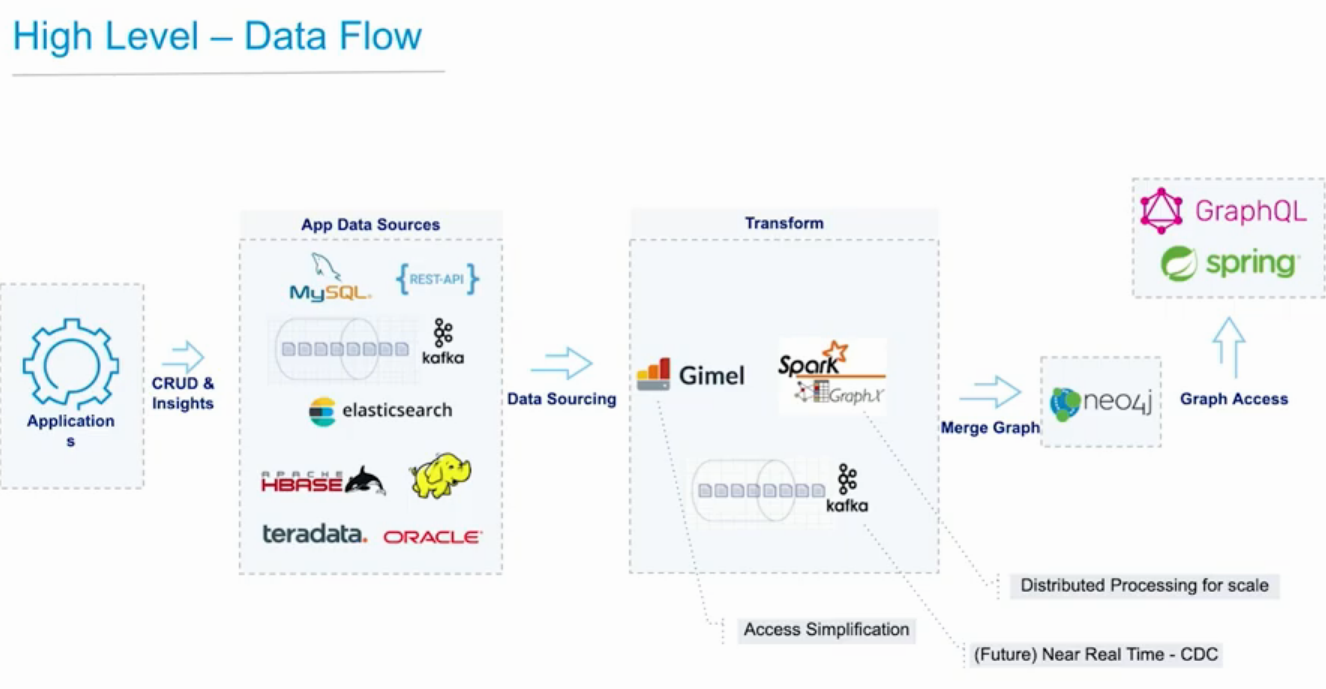 High Level – Data Flow
Applications
CRUD &
Insights
App Data Sources
MySQL
{REST-API}
kafka
elasticsearch
APACHE
HBASE
teradata.
ORACLE
Data Sourcing
Transform
Gimel
Spark
GraphX
kafka
Merge Graph
neo4j
Graph Access
GraphQL
spring
Distributed Processing for scale
Access Simplification
(Future) Near Real Time - CDC